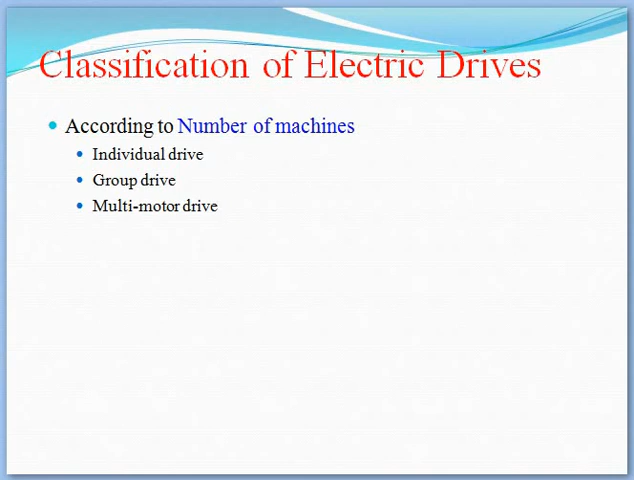 Classification of Electric Drives
According to Number of machines
Individual drive
Group drive
Multi-motor drive